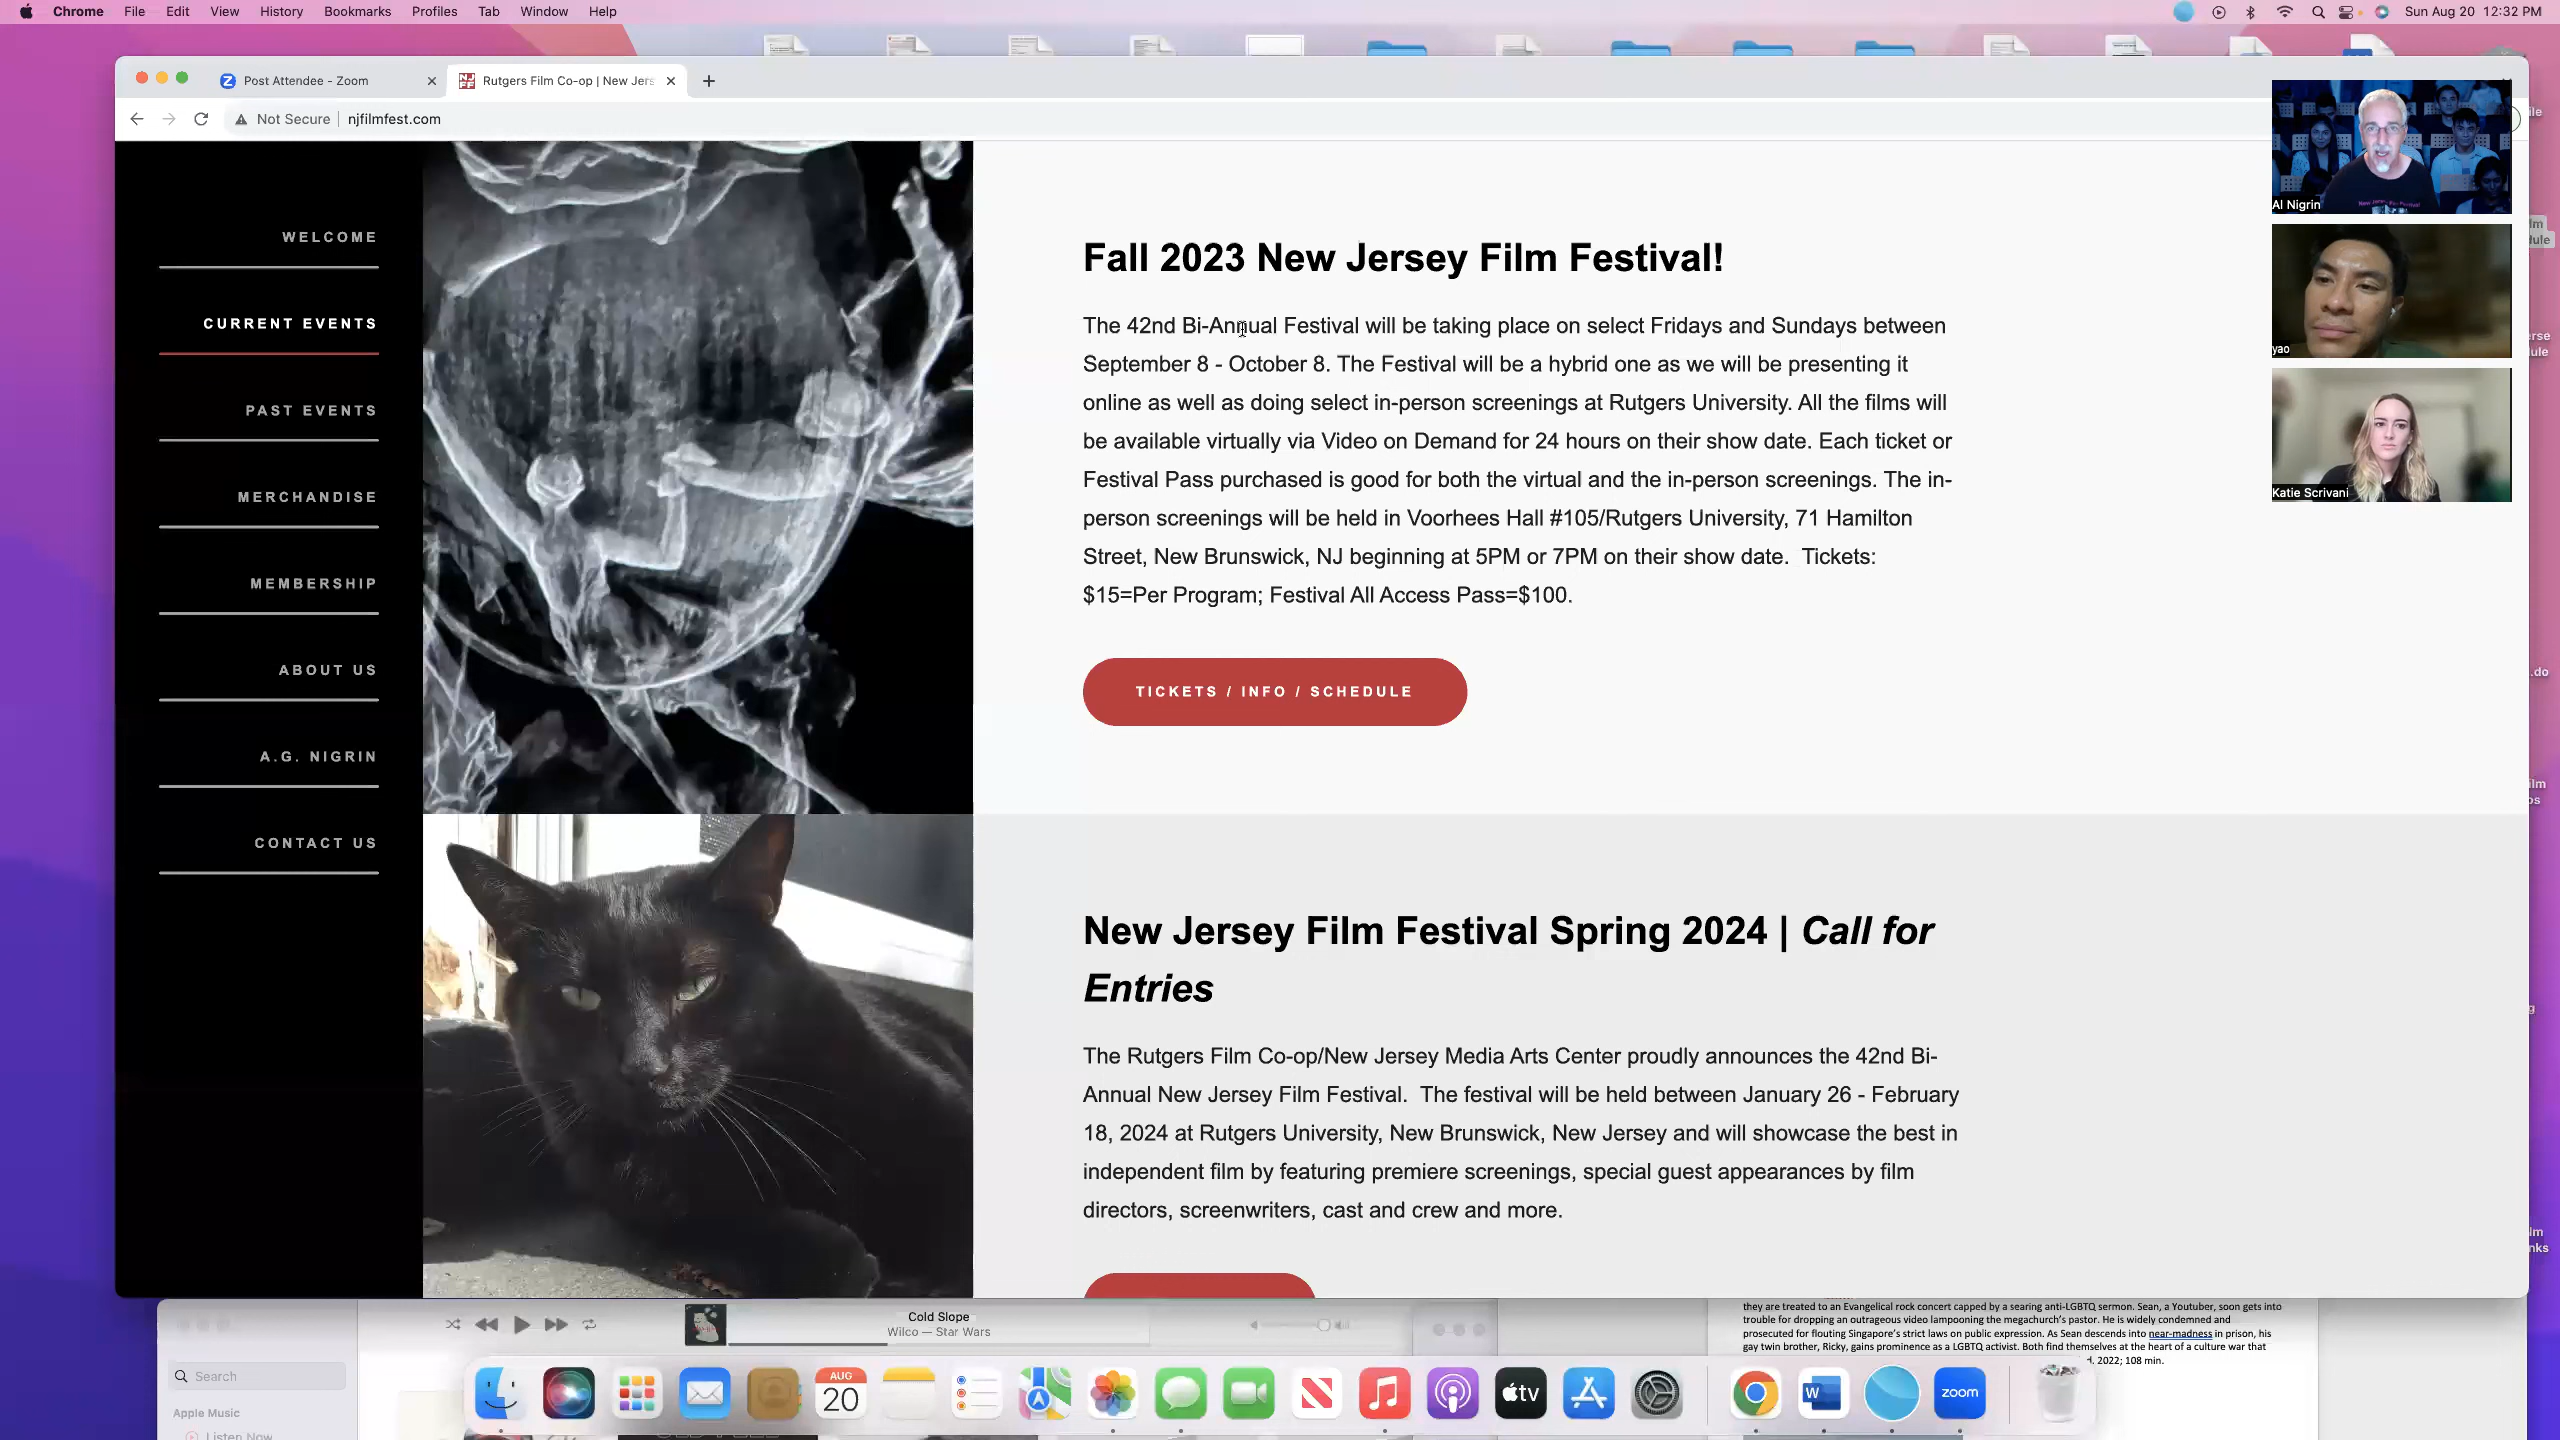 Chrome File Edit View History Bookmarks Profiles Tab Window Help
Sun Aug 20 12:32 PM
Post Attendee - Zoom
Rutgers Film Co-op | New Jers
Not Secure
njfilmfest.com
WELCOME
CURRENT EVENTS
PAST EVENTS
MERCHANDISE
MEMBERSHIP
ABOUT US
A.G. NIGRIN
CONTACT US
Fall 2023 New Jersey Film Festival!
The 42nd Bi-Annual Festival will be taking place on select Fridays and Sundays between
September 8 - October 8. The Festival will be a hybrid one as we will be presenting it
online as well as doing select in-person screenings at Rutgers University. All the films will
be available virtually via Video on Demand for 24 hours on their show date. Each ticket or
Festival Pass purchased is good for both the virtual and the in-person screenings. The in-
person screenings will be held in Voorhees Hall #105/Rutgers University, 71 Hamilton
Street, New Brunswick, NJ beginning at 5PM or 7PM on their show date.  Tickets:
$15=Per Program; Festival All Access Pass=$100.
TICKETS / INFO / SCHEDULE
New Jersey Film Festival Spring 2024 | Call for
Entries
The Rutgers Film Co-op/New Jersey Media Arts Center proudly announces the 42nd Bi-
Annual New Jersey Film Festival.  The festival will be held between January 26 - February
18, 2024 at Rutgers University, New Brunswick, New Jersey and will showcase the best in
independent film by featuring premiere screenings, special guest appearances by film
directors, screenwriters, cast and crew and more.
Al Nigrin
yao
Katie Scrivani
Cold Slope
Wilco — Star Wars
Search
Apple Music
Listen Now
they are treated to an Evangelical rock concert capped by a searing anti-LGBTQ sermon. Sean, a Youtuber, soon gets into
trouble for dropping an outrageous video lampooning the megachurch's pastor. He is widely condemned and
prosecuted for flouting Singapore's strict laws on public expression. As Sean descends into near-madness in prison, his
gay twin brother, Ricky, gains prominence as a LGBTQ activist. Both find themselves at the heart of a culture war that
2022; 108 min.
AUG
20
tv
W
zoom